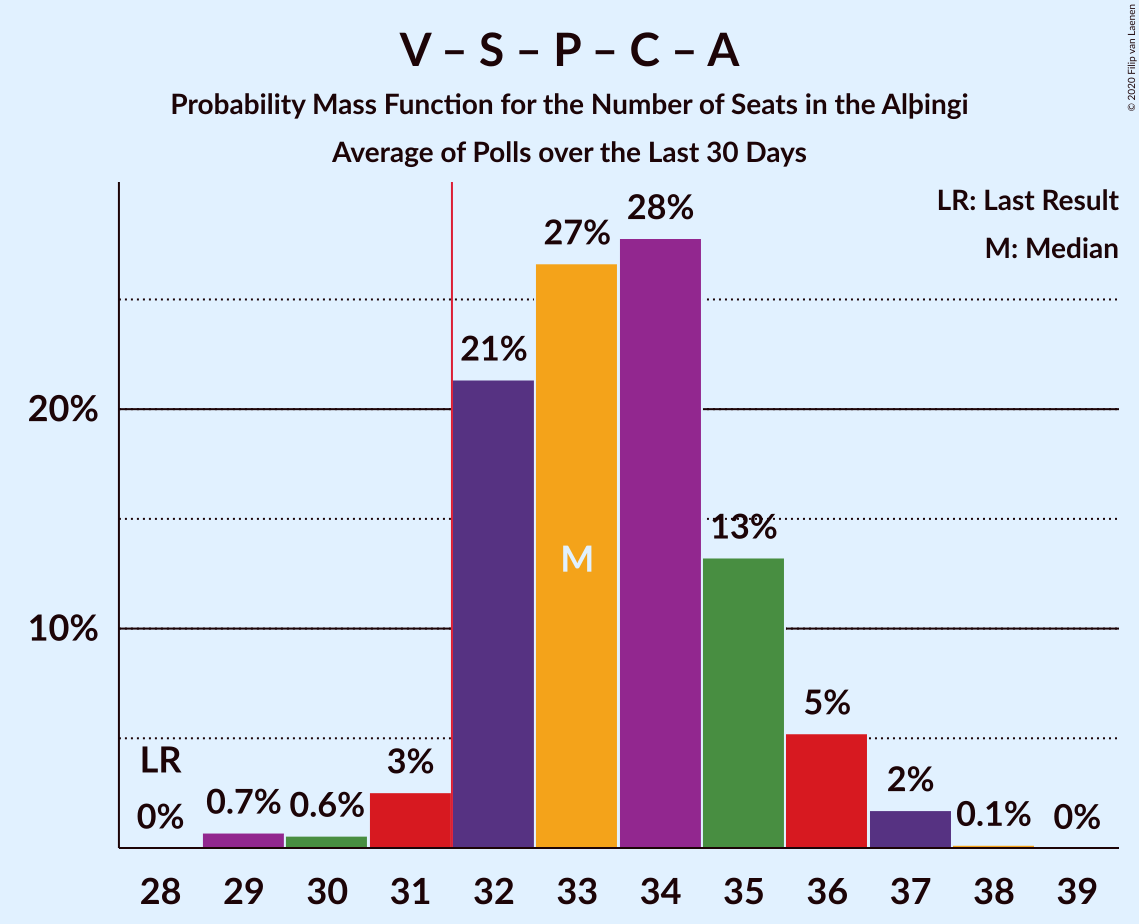 V – S – P – C – A
Probability Mass Function for the Number of Seats in the Alþingi
Average of Polls over the Last 30 Days
© 2020 Filip van Laenen
LR: Last Result
M: Median
20%
10%
LR
0%
0.7%
0.6%
3%
21%
27%
28%
13%
5%
2%
0.1%
0%
M
28 29 30 31 32 33 34 35 36 37 38 39